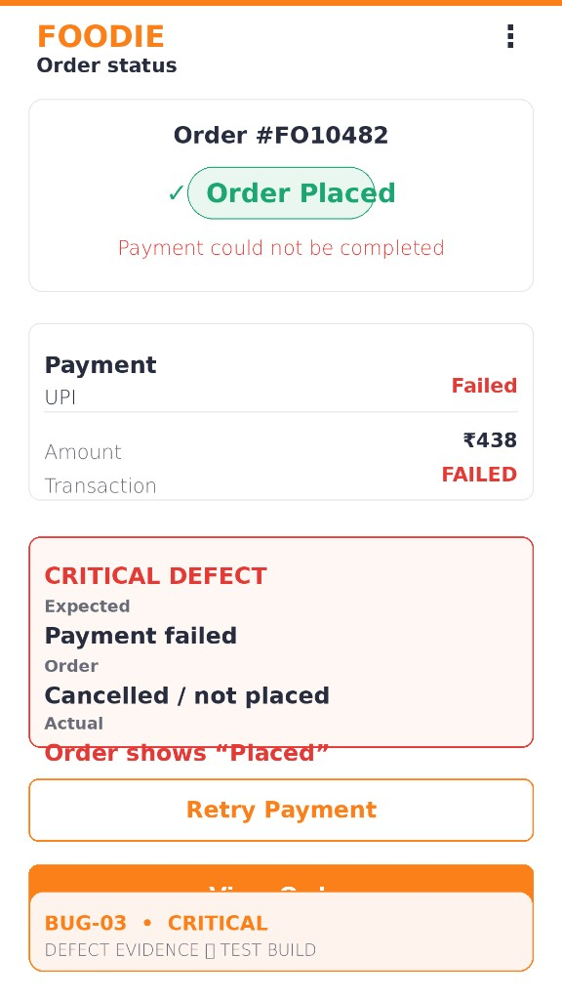 FOODIE
Order status
Order #FO10482
✓ Order Placed
Payment could not be completed
Payment
UPI
Failed
Amount
₹438
Transaction
FAILED
CRITICAL DEFECT
Expected
Payment failed
Order
Cancelled / not placed
Actual
Order shows “Placed”
Retry Payment
BUG-03 • CRITICAL
DEFECT EVIDENCE ▯ TEST BUILD